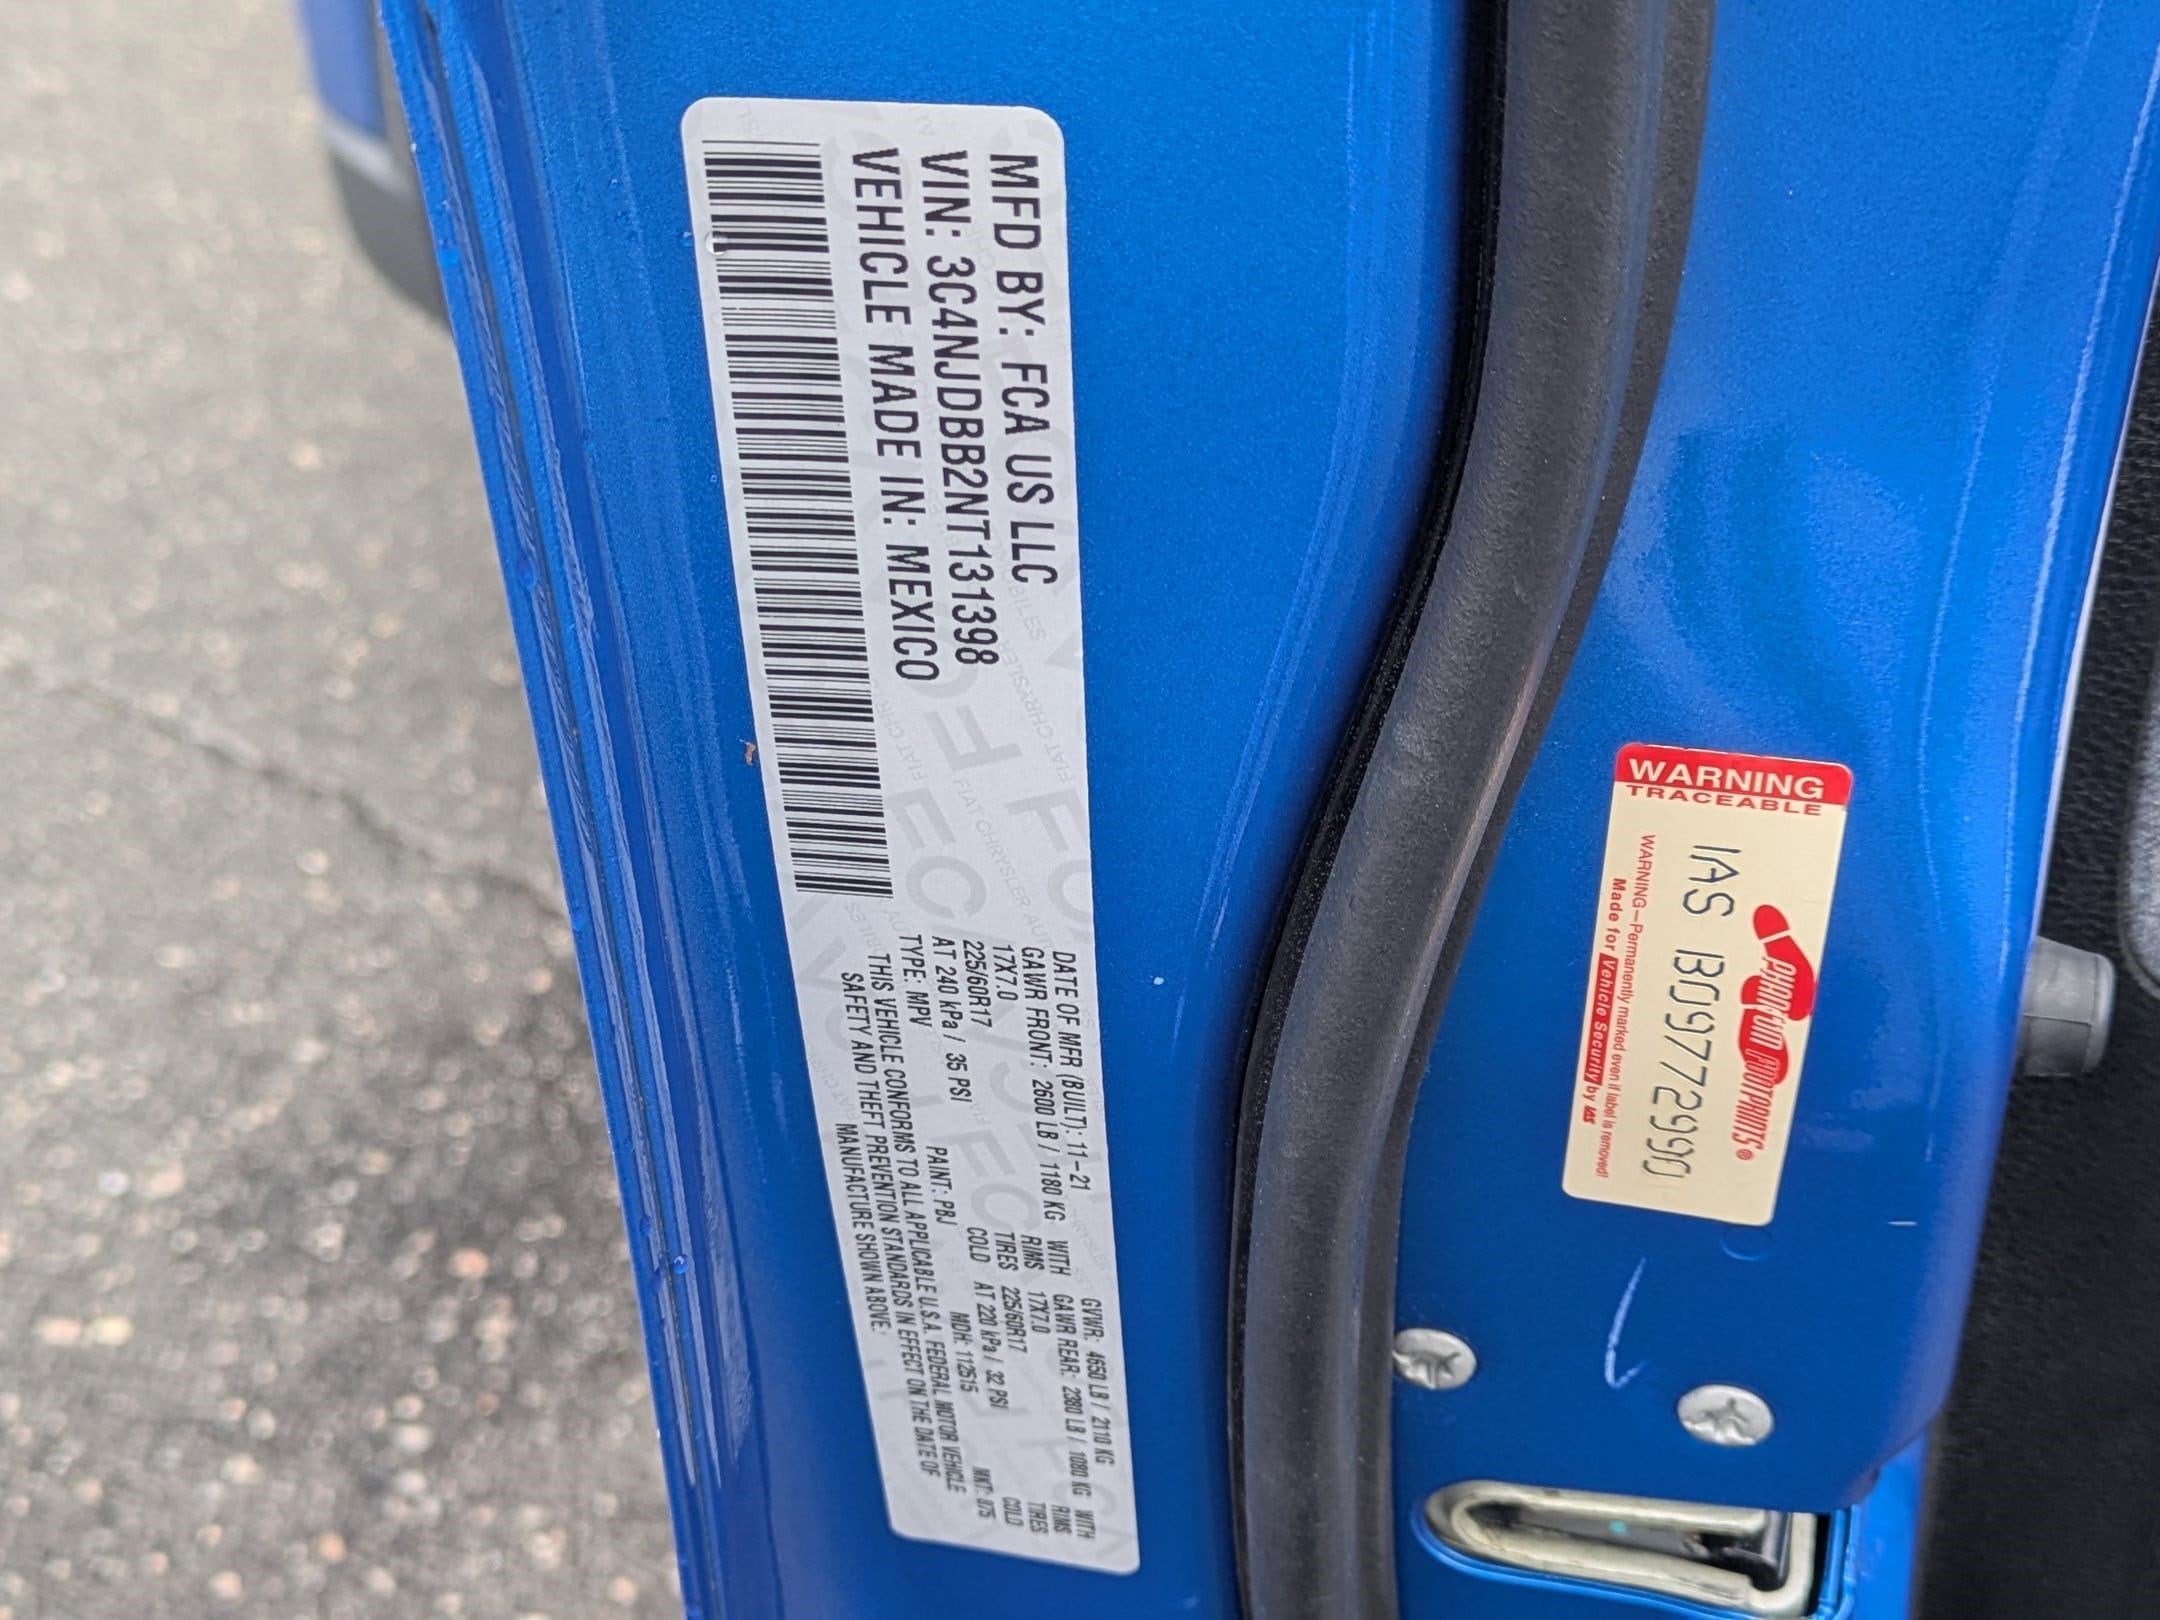 MFD BY: FCA US LLC
VIN: 3C4NJDBB2NT131398
VEHICLE MADE IN: MEXICO
DATE OF MFR (BUILT): 11-21 GVWR: 4650 LB / 2110 KG
GAWR FRONT: 2600 LB / 1180 KG WITH GAWR REAR: 2380 LB / 1080 KG WITH
17X7.0 RIMS 17X7.0 RIMS
225/60R17 TIRES 225/60R17 TIRES
AT 240 kPa / 35 PSI COLD AT 220 kPa / 32 PSI COLD
TYPE: MPV PAINT: PBJ MDH: 112515 MKT: 875
THIS VEHICLE CONFORMS TO ALL APPLICABLE U.S.A. FEDERAL MOTOR VEHICLE
SAFETY AND THEFT PREVENTION STANDARDS IN EFFECT ON THE DATE OF
MANUFACTURE SHOWN ABOVE.
WARNING
TRACEABLE
PHANTOM FOOTPRINTS®
IAS B09772990
WARNING—Permanently marked even if label is removed!
Made for Vehicle Security by IAS